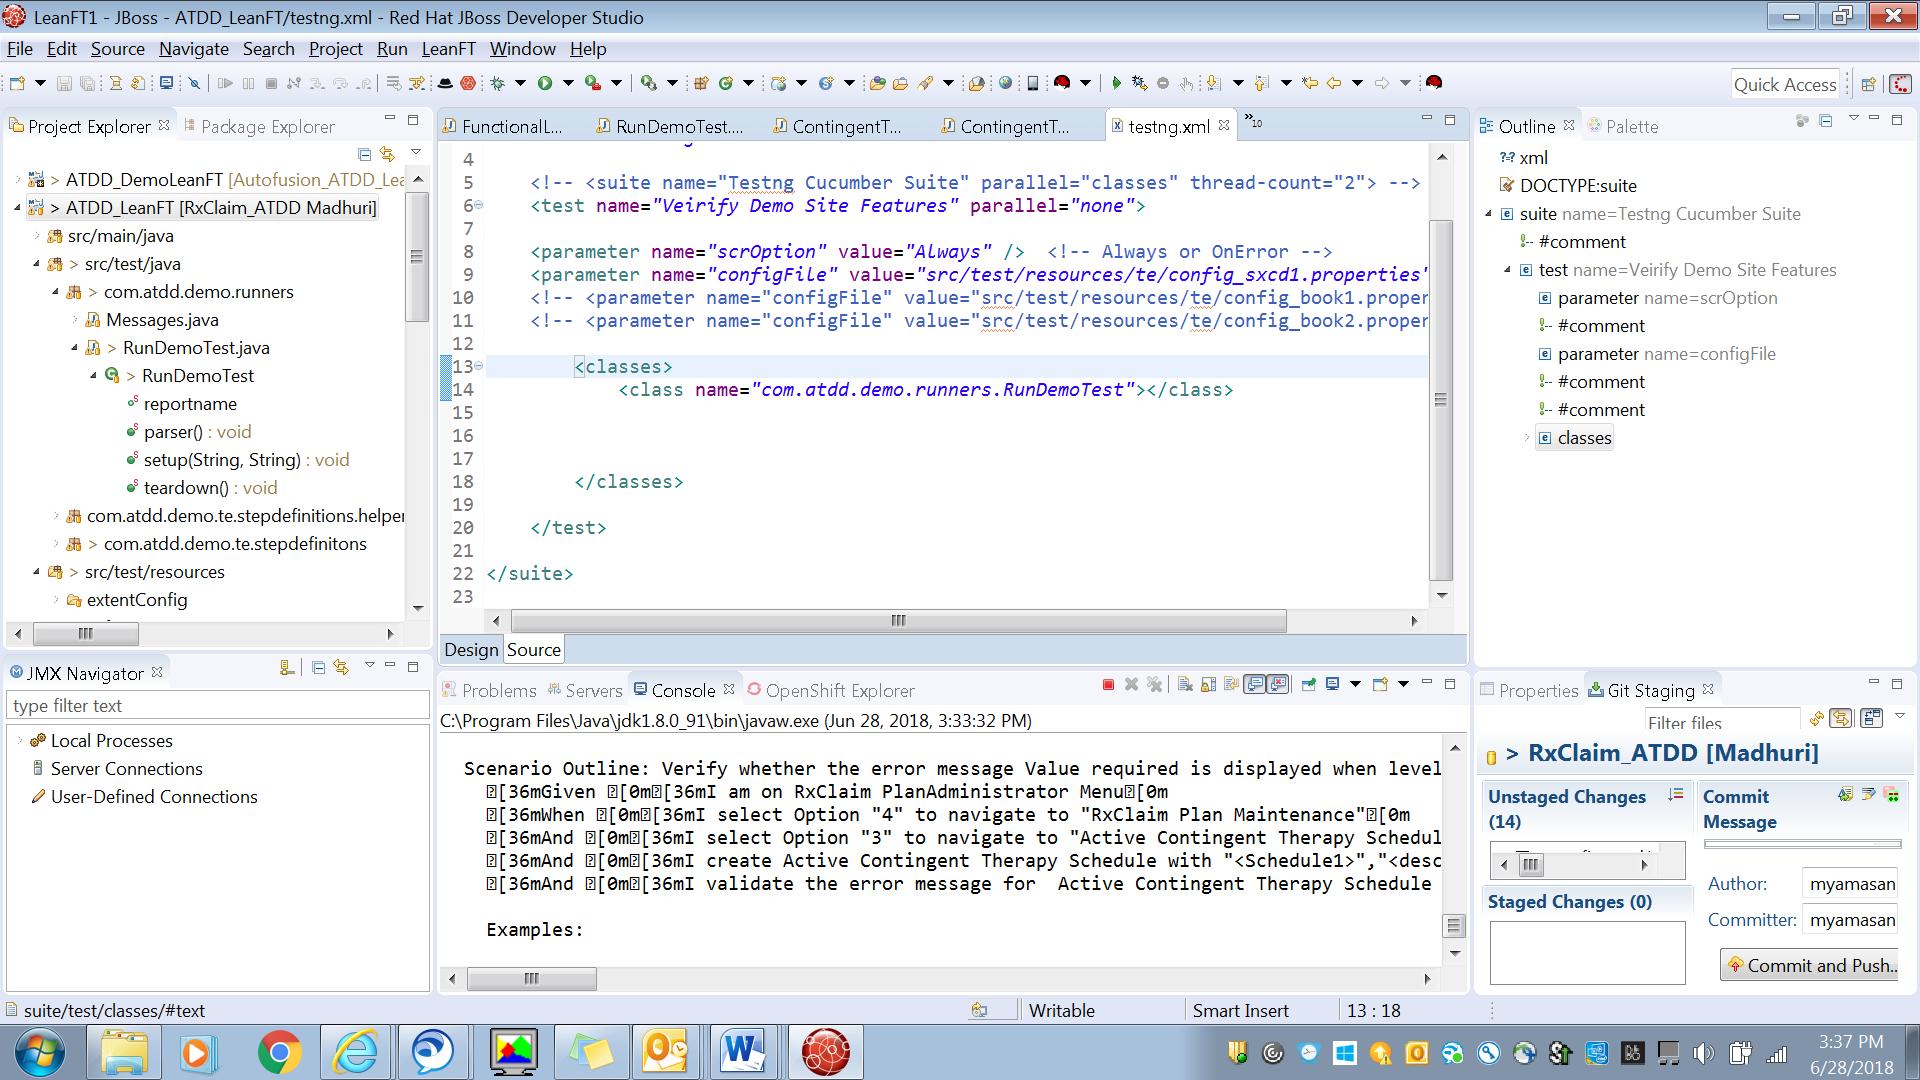 LeanFT1 - JBoss - ATDD_LeanFT/testng.xml - Red Hat JBoss Developer Studio
File Edit Source Navigate Search Project Run LeanFT Window Help
Quick Access
Project Explorer
Package Explorer
> ATDD_DemoLeanFT [Autofusion_ATDD_Lea
> ATDD_LeanFT [RxClaim_ATDD Madhuri]
src/main/java
> src/test/java
> com.atdd.demo.runners
Messages.java
> RunDemoTest.java
> RunDemoTest
reportname
parser() : void
setup(String, String) : void
teardown() : void
com.atdd.demo.te.stepdefinitions.helper
> com.atdd.demo.te.stepdefinitons
> src/test/resources
extentConfig
JMX Navigator
type filter text
Local Processes
Server Connections
User-Defined Connections
FunctionalL... RunDemoTest.... ContingentT... ContingentT... testng.xml »10
4
5 <!-- <suite name="Testng Cucumber Suite" parallel="classes" thread-count="2"> -->
6 <test name="Veirify Demo Site Features" parallel="none">
7
8 <parameter name="scrOption" value="Always" /> <!-- Always or OnError -->
9 <parameter name="configFile" value="src/test/resources/te/config_sxcd1.properties"
10 <!-- <parameter name="configFile" value="src/test/resources/te/config_book1.proper
11 <!-- <parameter name="configFile" value="src/test/resources/te/config_book2.proper
12
13 <classes>
14 <class name="com.atdd.demo.runners.RunDemoTest"></class>
15
16
17
18 </classes>
19
20 </test>
21
22 </suite>
23
Design Source
Problems Servers Console OpenShift Explorer
C:\Program Files\Java\jdk1.8.0_91\bin\javaw.exe (Jun 28, 2018, 3:33:32 PM)
Scenario Outline: Verify whether the error message Value required is displayed when level
[36mGiven [0m[36mI am on RxClaim PlanAdministrator Menu[0m
[36mWhen [0m[36mI select Option "4" to navigate to "RxClaim Plan Maintenance"[0m
[36mAnd [0m[36mI select Option "3" to navigate to "Active Contingent Therapy Schedul
[36mAnd [0m[36mI create Active Contingent Therapy Schedule with "<Schedule1>","<desc
[36mAnd [0m[36mI validate the error message for  Active Contingent Therapy Schedule
Examples:
Outline
Palette
?=? xml
DOCTYPE:suite
suite name=Testng Cucumber Suite
#comment
test name=Veirify Demo Site Features
parameter name=scrOption
#comment
parameter name=configFile
#comment
#comment
classes
Properties Git Staging
Filter files
> RxClaim_ATDD [Madhuri]
Unstaged Changes (14)
Staged Changes (0)
Commit Message
Author: myamasan
Committer: myamasan
Commit and Push...
suite/test/classes/#text
Writable
Smart Insert
13 : 18
3:37 PM
6/28/2018